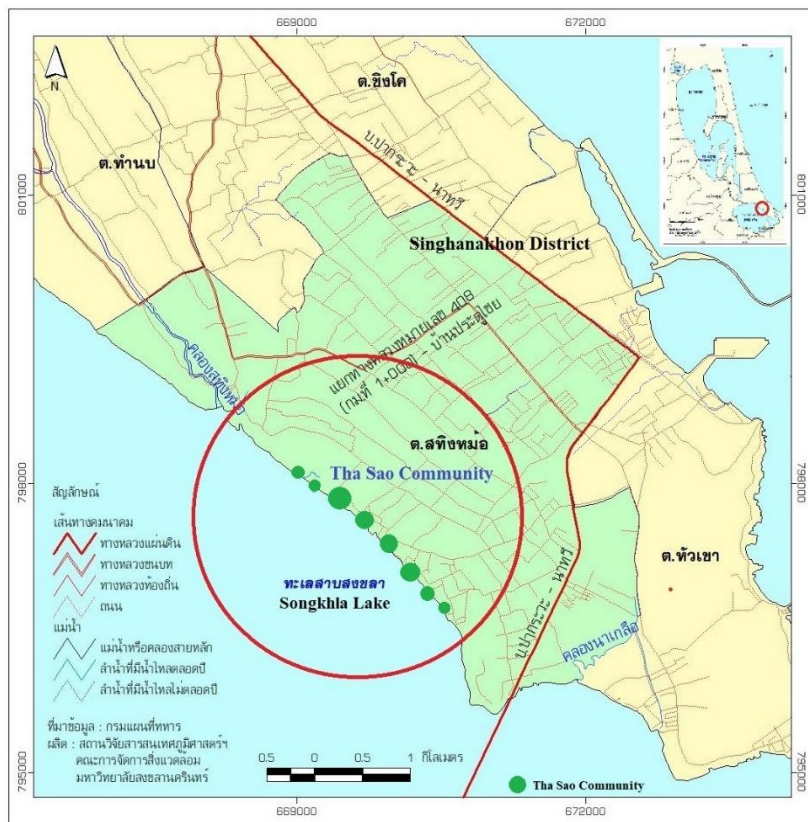 669000
672000
N
ต.ชิงโค
ต.ทำนบ
บ.ปากระวะ - นาทวี
801000
801000
Singhanakhon District
แยกทางหลวงหมายเลข 408
(กม.ที่ 1+000) - บ้านประตูไชย
คลองสทิงหม้อ
ต.สทิงหม้อ
Tha Sao Community
798000
798000
สัญลักษณ์
เส้นทางคมนาคม
ทางหลวงแผ่นดิน
ทางหลวงชนบท
ทางหลวงท้องถิ่น
ถนน
แม่น้ำ
แม่น้ำหรือคลองสายหลัก
ลำน้ำที่มีน้ำไหลตลอดปี
ลำน้ำที่มีน้ำไหลไม่ตลอดปี
ทะเลสาบสงขลา
Songkhla Lake
ต.หัวเขา
บ.ปากระวะ - นาทวี
คลองนาเกลือ
ที่มาข้อมูล : กรมแผนที่ทหาร
ผลิต : สถานวิจัยสารสนเทศภูมิศาสตร์ฯ
คณะการจัดการสิ่งแวดล้อม
มหาวิทยาลัยสงขลานครินทร์
0.5 0 0.5 1 กิโลเมตร
Tha Sao Community
795000
795000
669000
672000